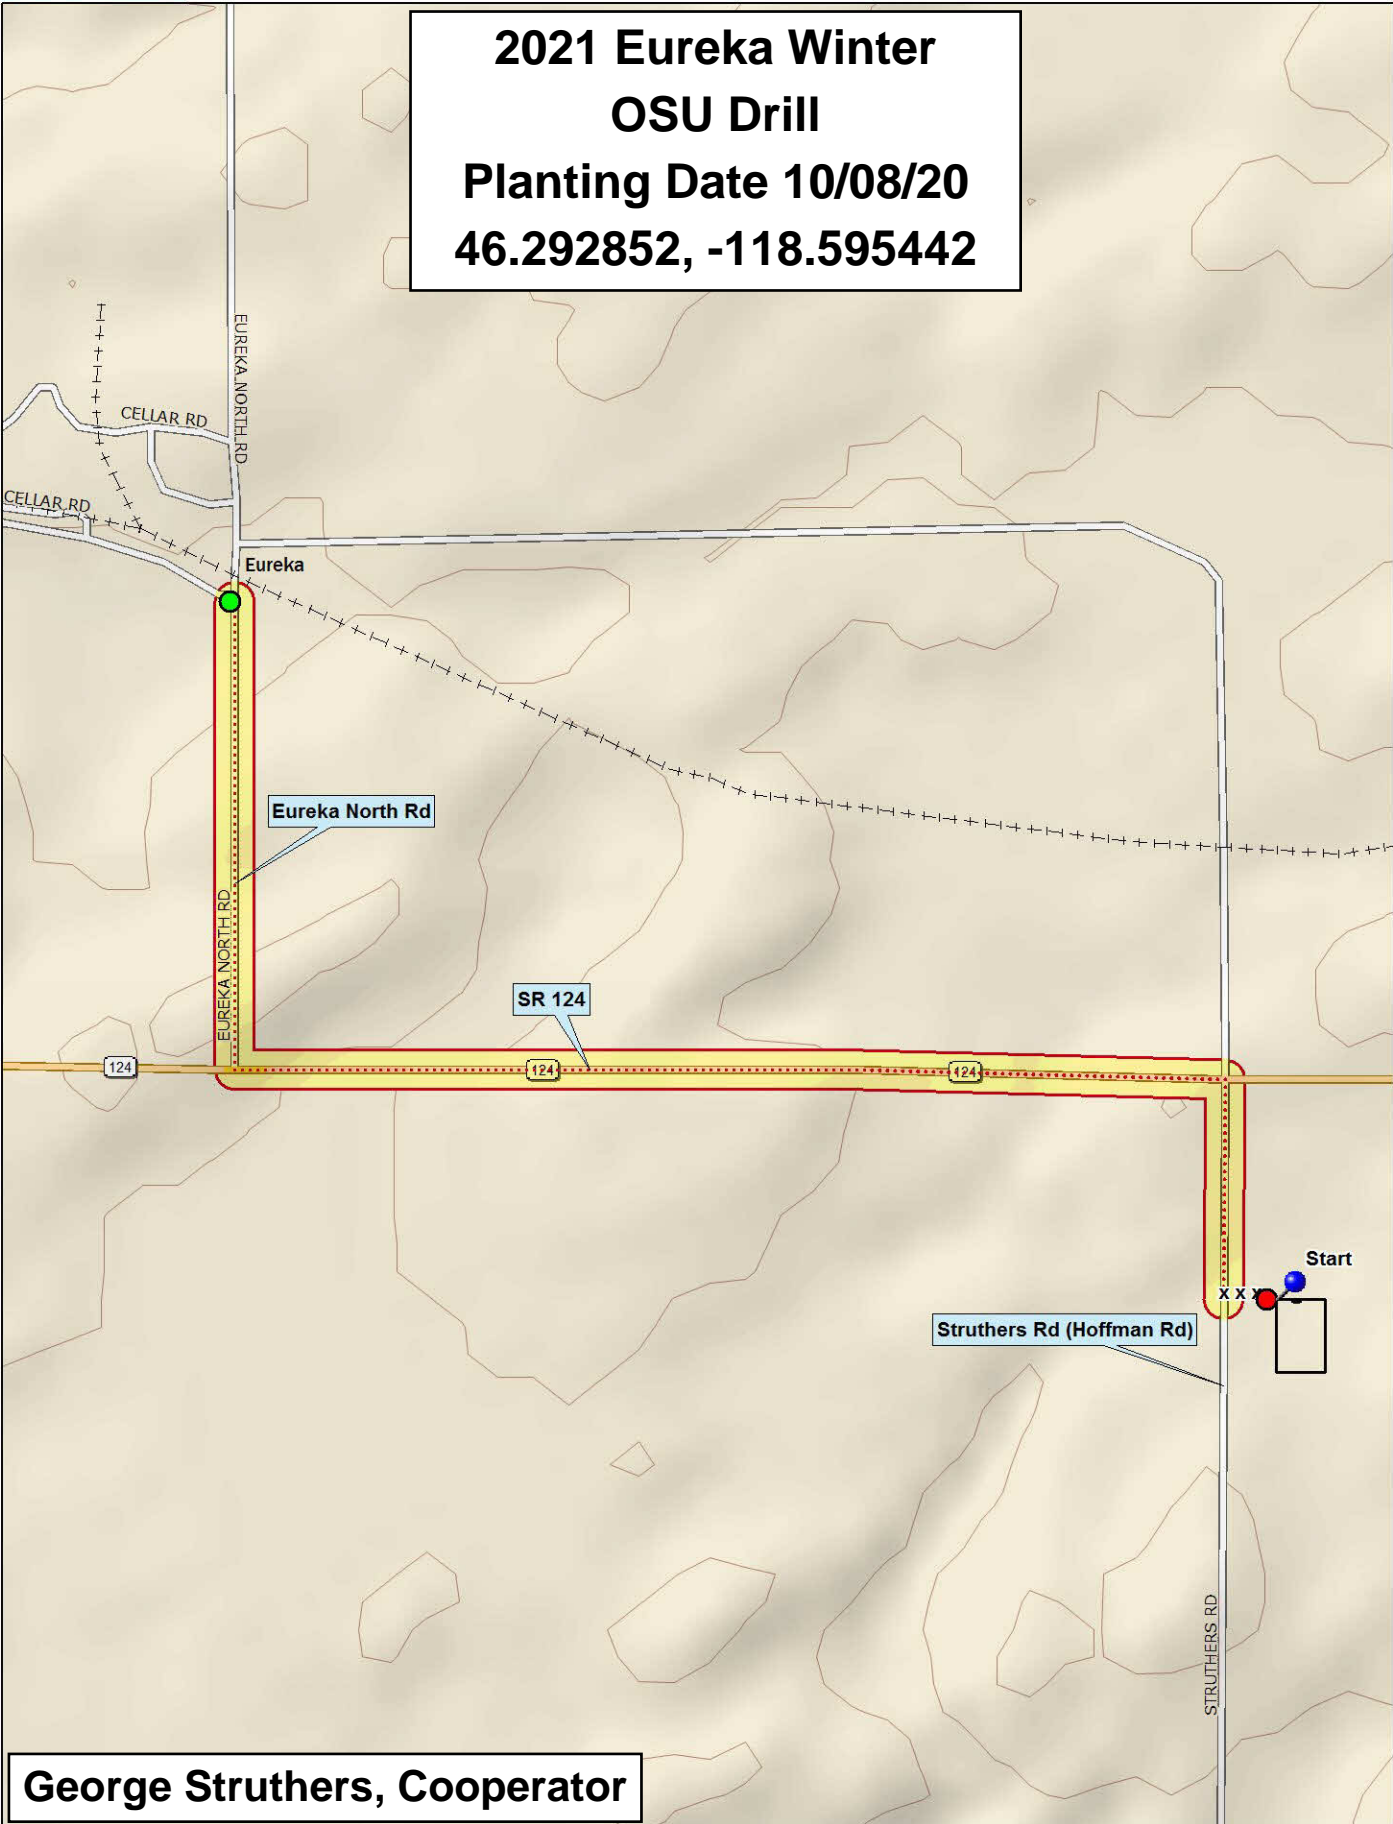 2021 Eureka Winter
OSU Drill
Planting Date 10/08/20
46.292852, -118.595442
EUREKA NORTH RD
CELLAR RD
CELLAR RD
Eureka
Eureka North Rd
EUREKA NORTH RD
SR 124
124
124
124
Start
x x x
Struthers Rd (Hoffman Rd)
STRUTHERS RD
George Struthers, Cooperator